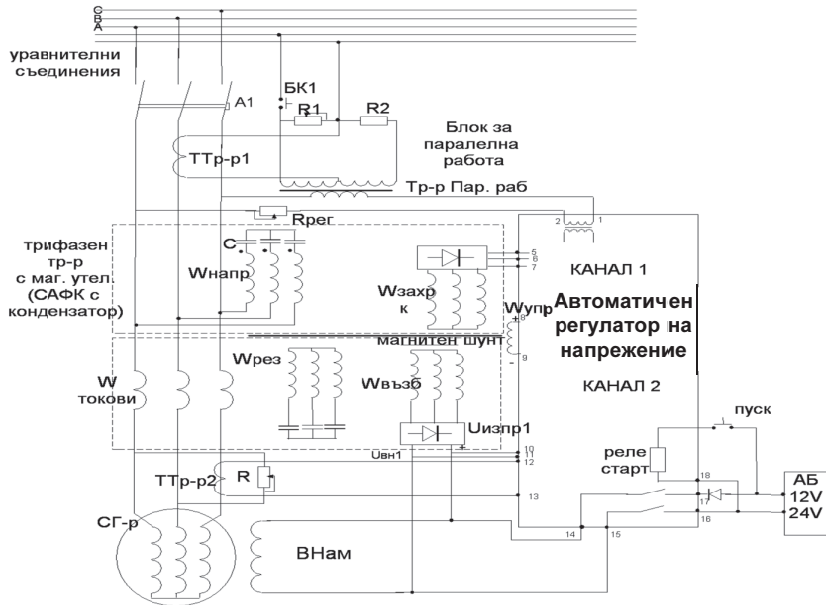 С
В
А
уравнителни
съединения
А1
БК1
R1
R2
ТТр-р1
Блок за
паралелна
работа
Тр-р Пар. раб
Rрег
2
1
трифазен
тр-р
с маг. утел.
(САФК с
кондензатор)
С
Wнапр
Wзахр
к
5
6
7
КАНАЛ 1
Wупр
+
8
9
-
Автоматичен
регулатор на
напрежение
магнитен шунт
КАНАЛ 2
W
токови
Wрез
Wвъзб
Uизпр1
+
Uвн1
10
11
12
13
ТТр-р2
R
пуск
реле
старт
18
17
16
АБ
12V
24V
14
15
СГ-р
ВНам